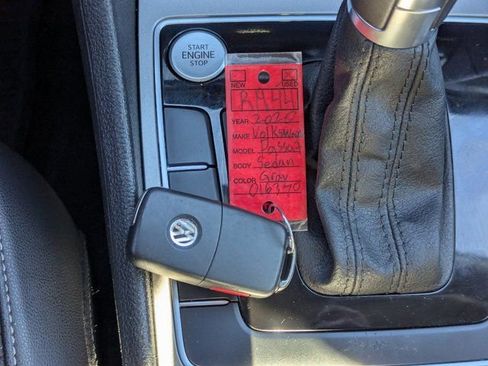 START
ENGINE
STOP
NEW USED
R444
YEAR 2020
MAKE Volkswagen
MODEL Passat
BODY Sedan
COLOR Gray
016370